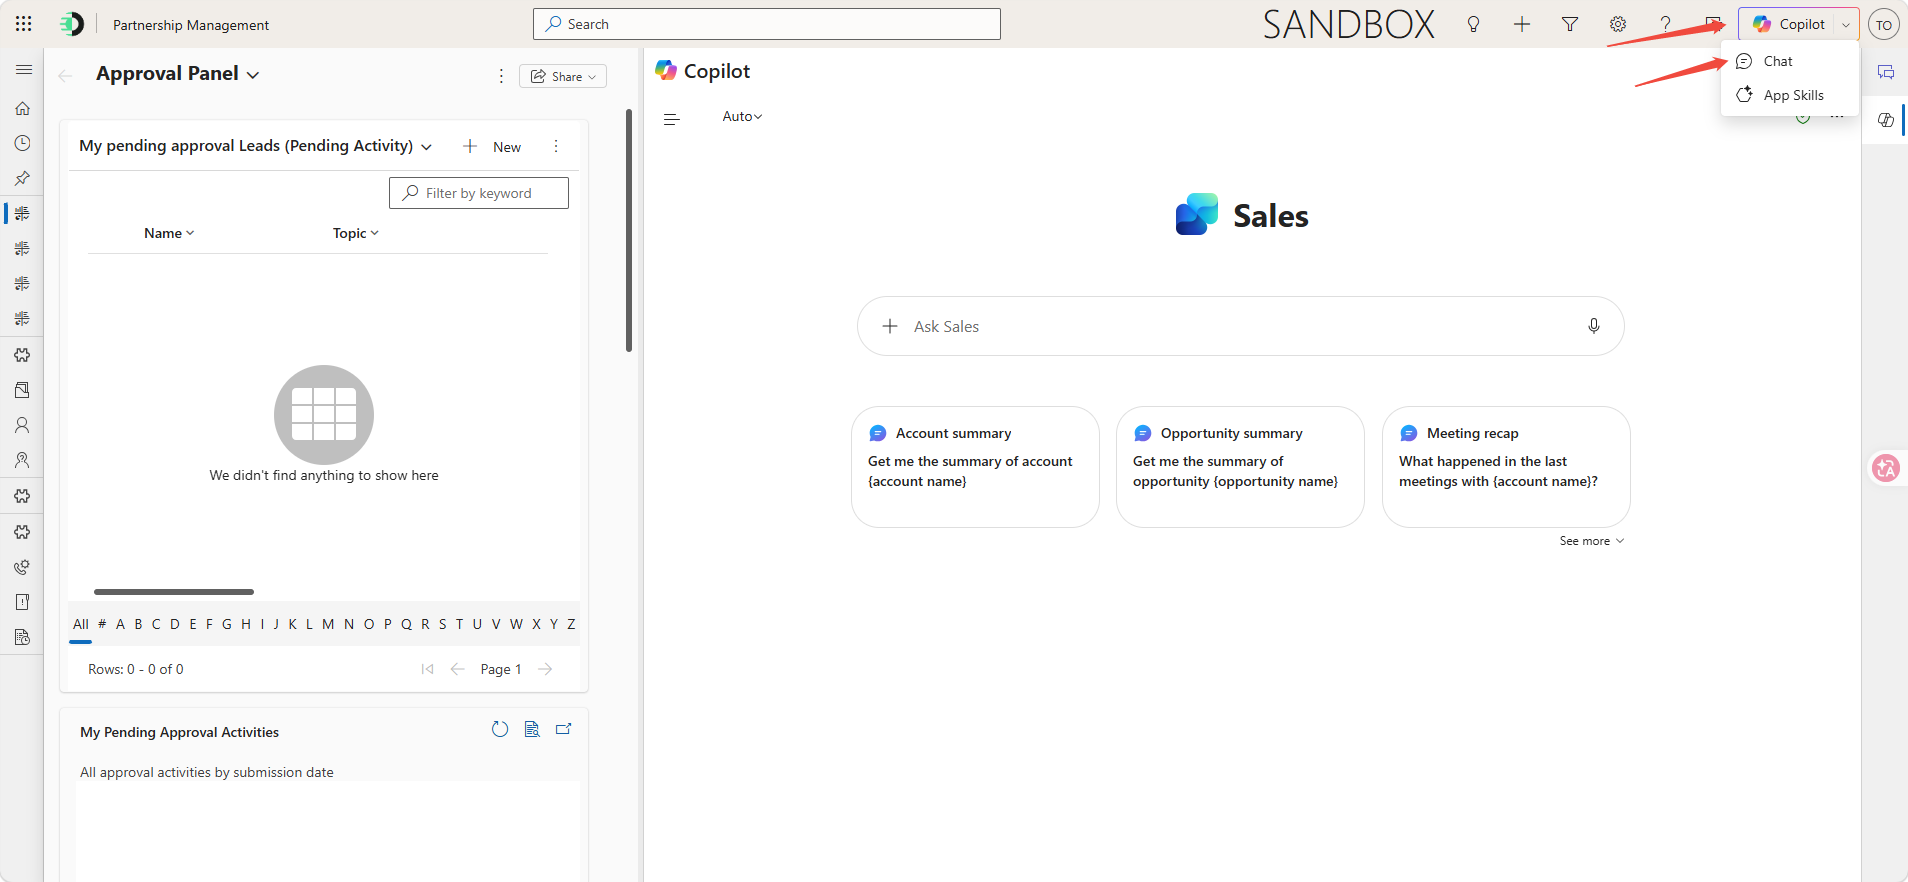 Partnership Management
Search
SANDBOX
Copilot
TO
Chat
App Skills
Approval Panel
Share
Copilot
Auto
My pending approval Leads (Pending Activity)
New
Filter by keyword
Name
Topic
We didn't find anything to show here
All # A B C D E F G H I J K L M N O P Q R S T U V W X Y Z
Rows: 0 - 0 of 0
Page 1
My Pending Approval Activities
All approval activities by submission date
Sales
Ask Sales
Account summary
Get me the summary of account
{account name}
Opportunity summary
Get me the summary of
opportunity {opportunity name}
Meeting recap
What happened in the last
meetings with {account name}?
See more